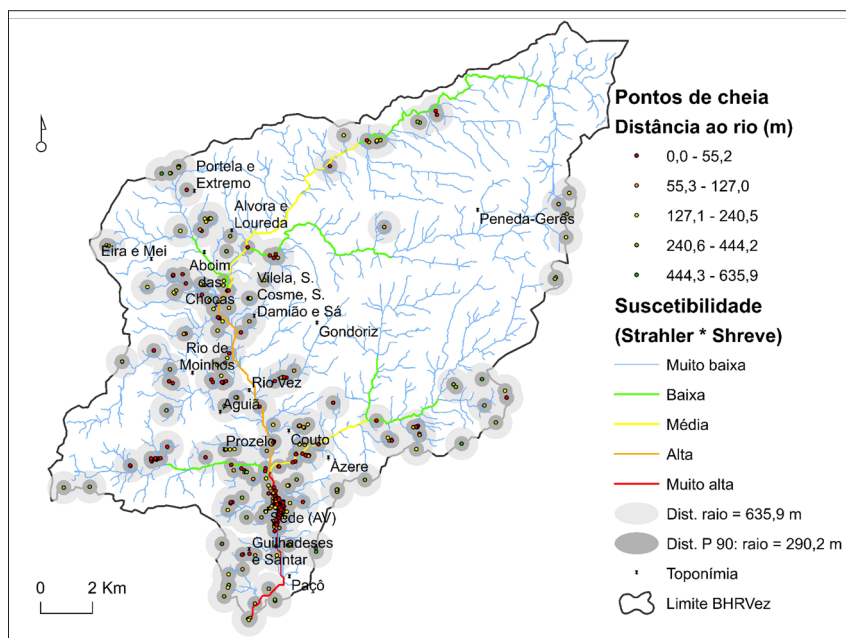 Pontos de cheia
Distância ao rio (m)
0,0 - 55,2
55,3 - 127,0
127,1 - 240,5
240,6 - 444,2
444,3 - 635,9
Suscetibilidade
(Strahler * Shreve)
Muito baixa
Baixa
Média
Alta
Muito alta
Dist. raio = 635,9 m
Dist. P 90: raio = 290,2 m
Toponímia
Limite BHRVez
Portela e
Extremo
Alvora e
Loureda
Peneda-Gerês
Eira e Mei
Aboim
das
Choças
Vilela, S.
Cosme, S.
Damião e Sá
Gondoriz
Rio de
Moinhos
Rio Vez
Aguiã
Prozelo
Couto
Azere
Sede (AV)
Guilhadeses
e Santar
Paçô
0
2 Km